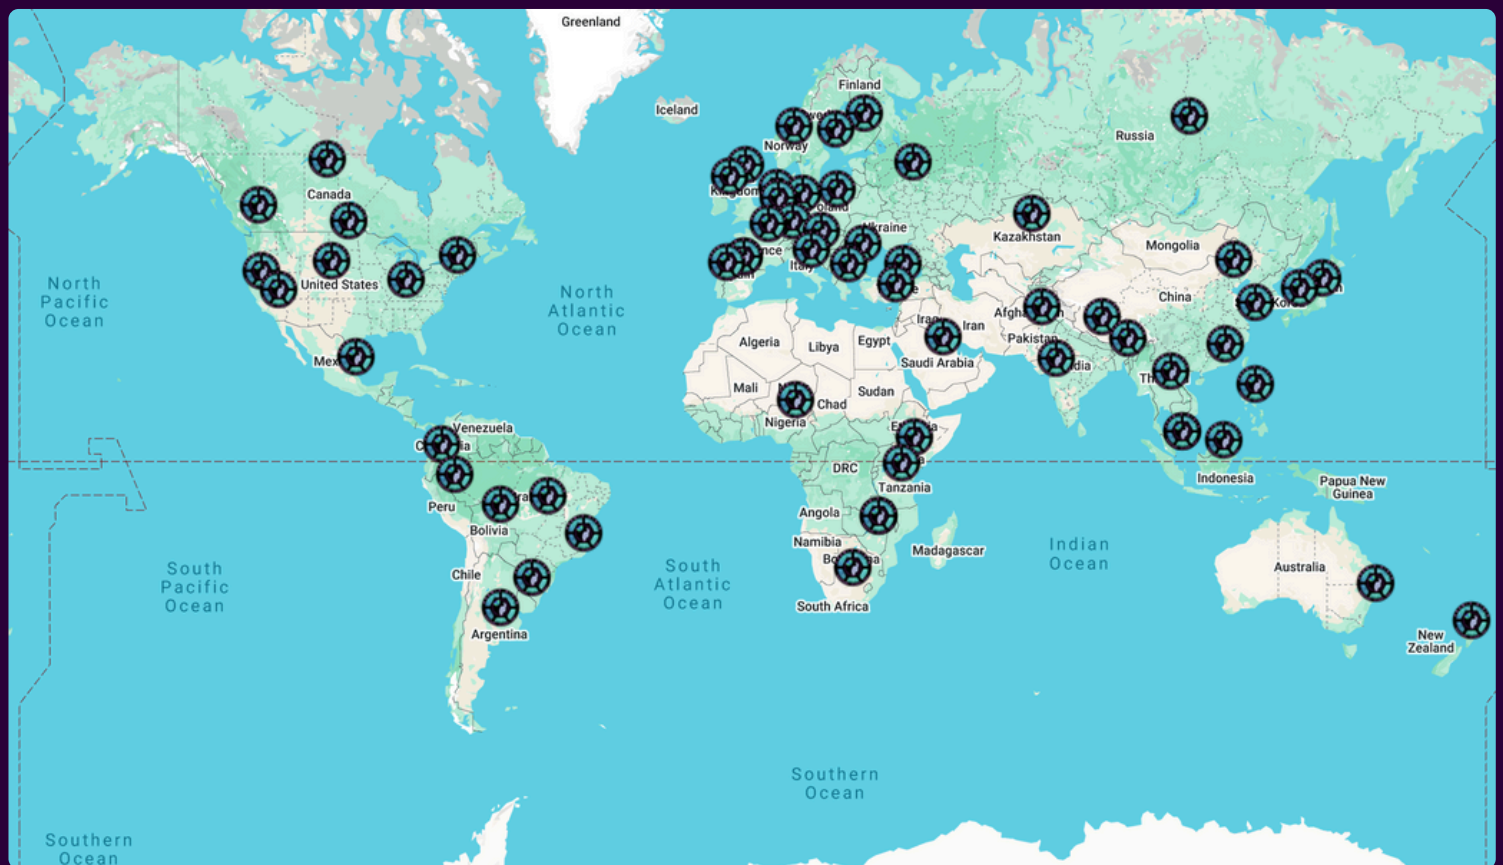 Greenland
Iceland
Finland
Norway
Russia
Canada
Kazakhstan
Mongolia
United States
North
Pacific
Ocean
North
Atlantic
Ocean
China
Iran
Algeria
Libya
Egypt
Pakistan
Saudi Arabia
Mali
Sudan
Chad
Nigeria
Venezuela
DRC
Tanzania
Indonesia
Papua New
Guinea
Peru
Angola
Bolivia
Namibia
Madagascar
Indian
Ocean
South
Pacific
Ocean
South
Atlantic
Ocean
Chile
Australia
South Africa
Argentina
New
Zealand
Southern
Ocean
Southern
Ocean